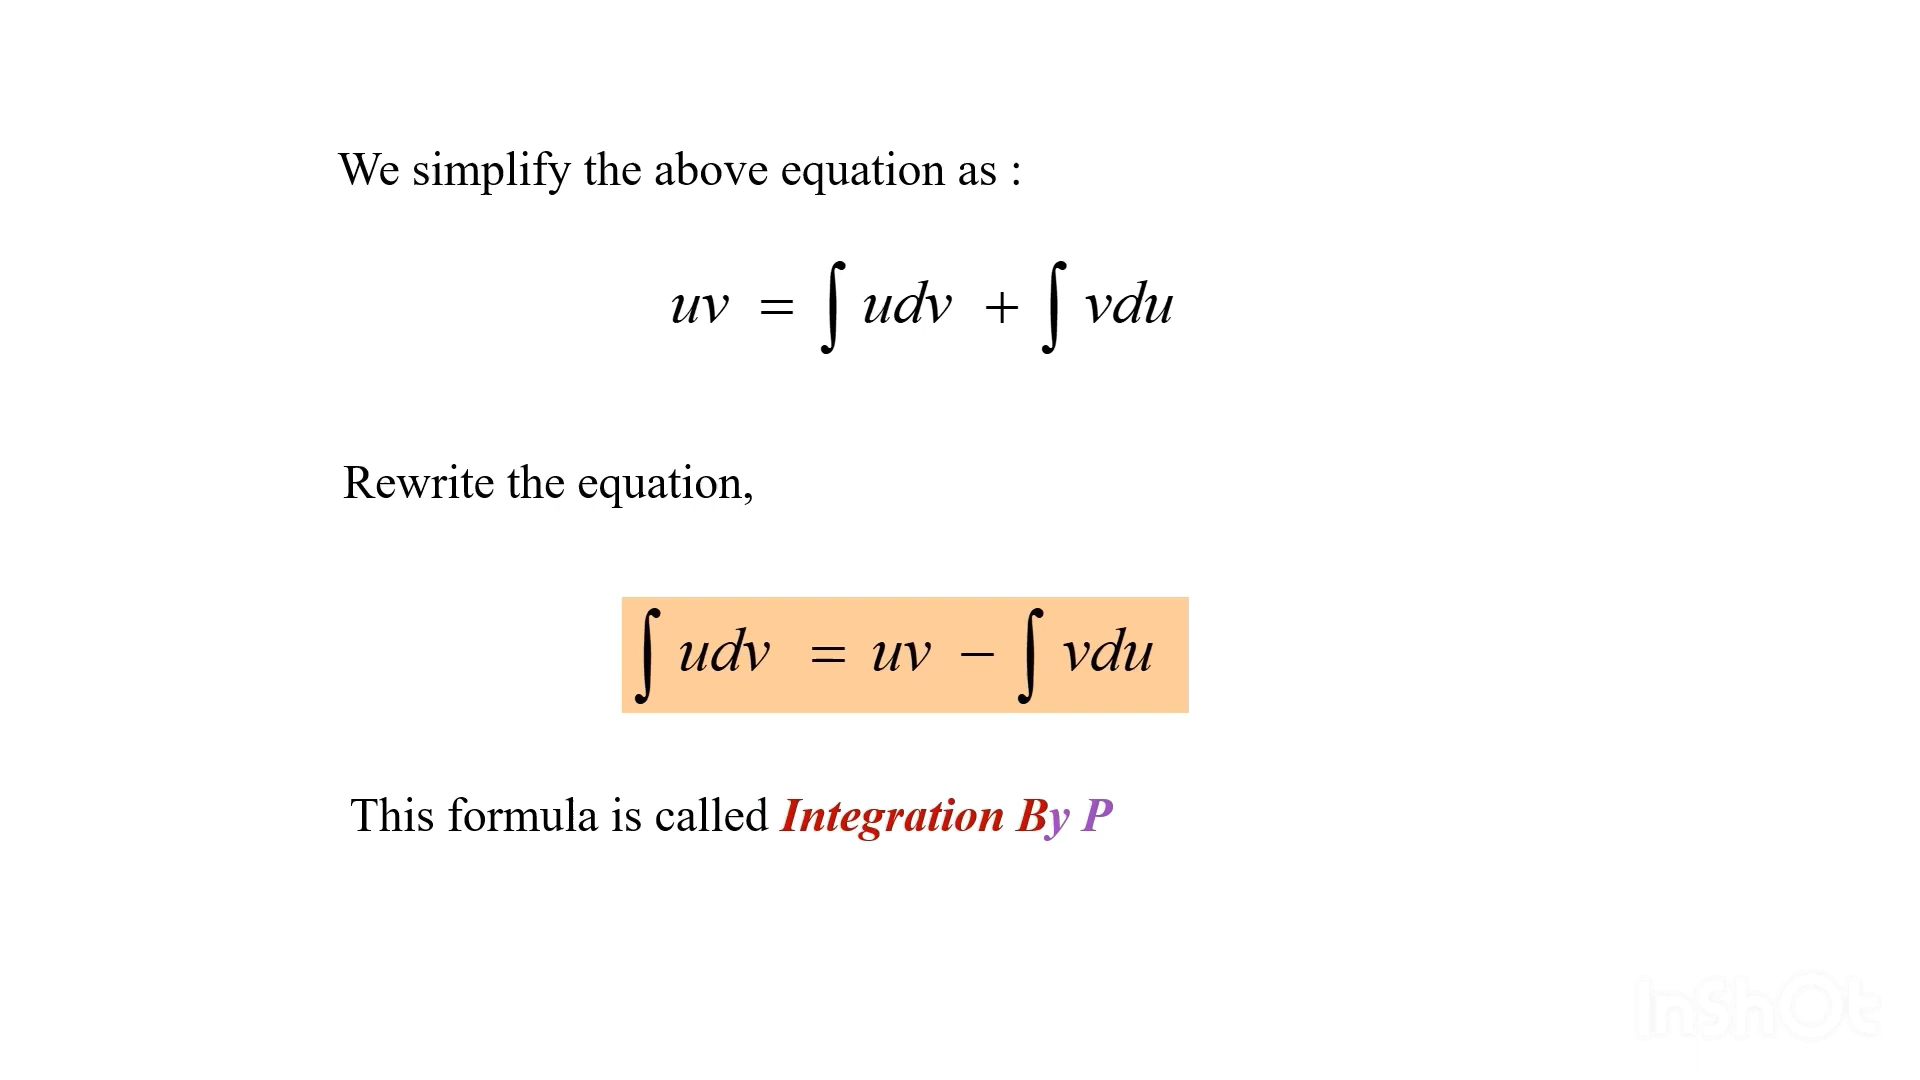 We simplify the above equation as :
uv = ∫ udv + ∫ vdu
Rewrite the equation,
∫ udv = uv − ∫ vdu
This formula is called Integration By P
InShOt